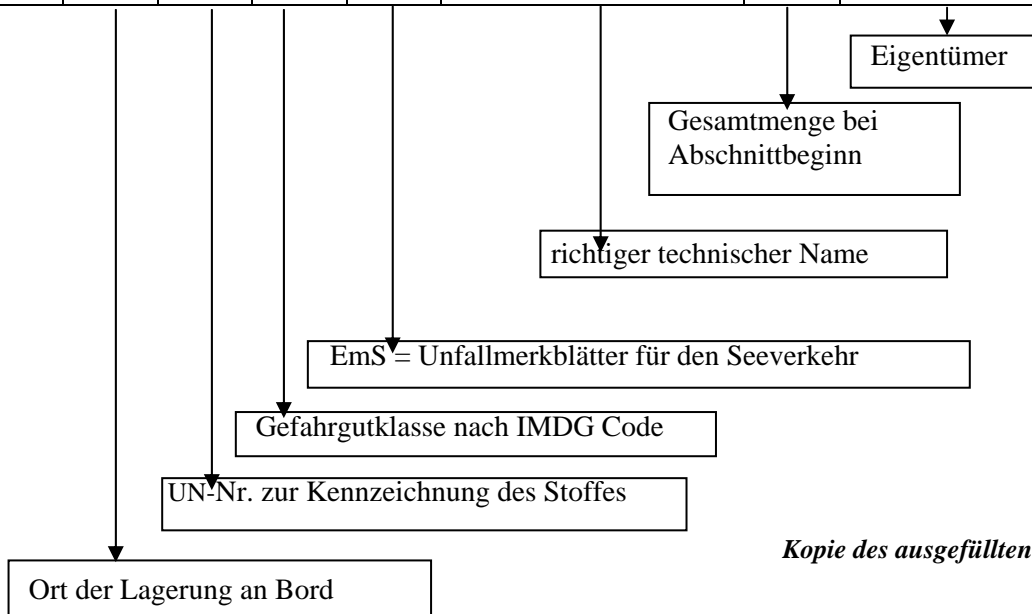 Eigentümer
Gesamtmenge bei
Abschnittbeginn
richtiger technischer Name
EmS = Unfallmerkblätter für den Seeverkehr
Gefahrgutklasse nach IMDG Code
UN-Nr. zur Kennzeichnung des Stoffes
Kopie des ausgefüllten
Ort der Lagerung an Bord